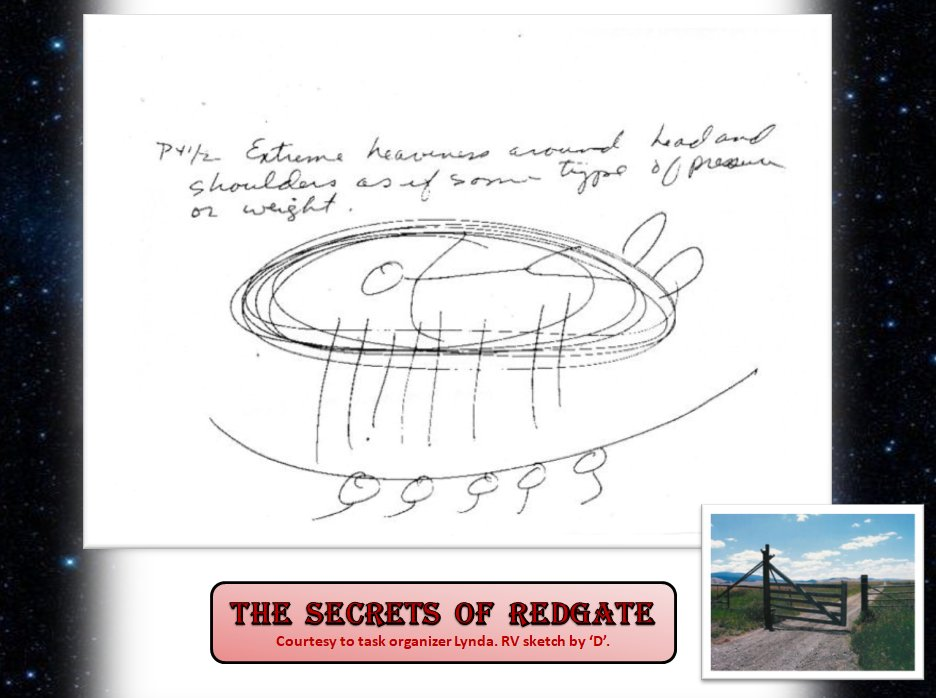 P4½ Extreme heaviness around head and
shoulders as if some type of pressure
or weight.
THE SECRETS OF REDGATE
Courtesy to task organizer Lynda. RV sketch by ‘D’.